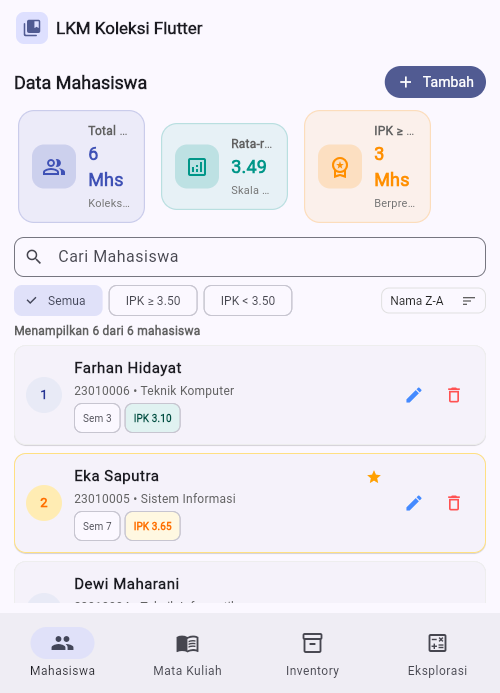 LKM Koleksi Flutter
Data Mahasiswa
Tambah
Total ...
6
Mhs
Koleks...
Rata-r...
3.49
Skala ...
IPK ≥ ...
3
Mhs
Berpre...
Cari Mahasiswa
Semua
IPK ≥ 3.50
IPK < 3.50
Nama Z-A
Menampilkan 6 dari 6 mahasiswa
1
Farhan Hidayat
23010006 • Teknik Komputer
Sem 3
IPK 3.10
2
Eka Saputra
23010005 • Sistem Informasi
Sem 7
IPK 3.65
Dewi Maharani
Mahasiswa
Mata Kuliah
Inventory
Eksplorasi